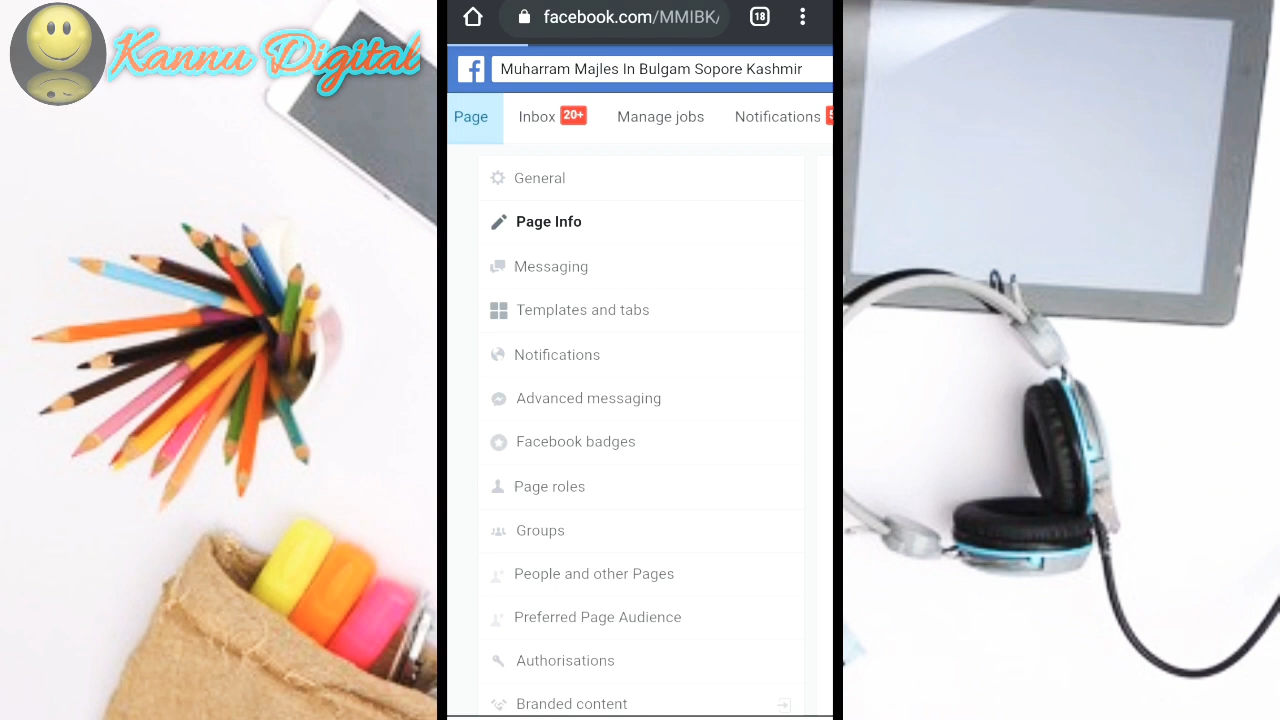 Kannu Digital
facebook.com/MMIBK/
18
Muharram Majles In Bulgam Sopore Kashmir
Page
Inbox 20+
Manage jobs
Notifications 5
General
Page Info
Messaging
Templates and tabs
Notifications
Advanced messaging
Facebook badges
Page roles
Groups
People and other Pages
Preferred Page Audience
Authorisations
Branded content